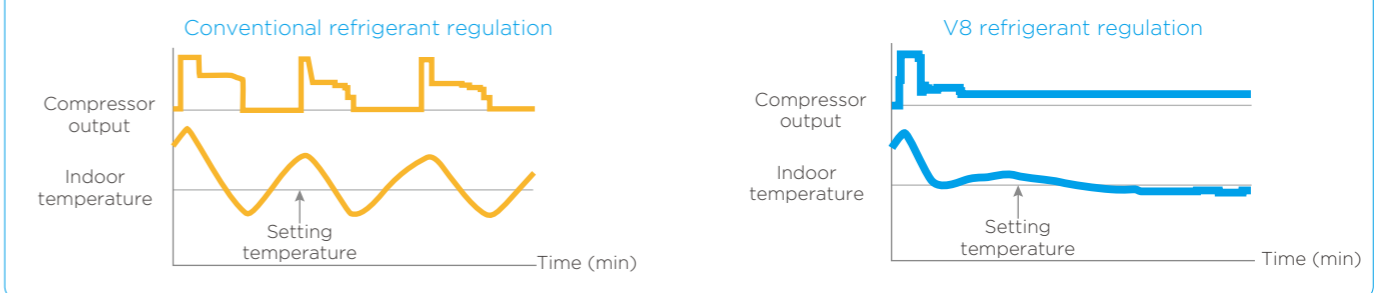 Conventional refrigerant regulation
Compressor
output
Indoor
temperature
Setting
temperature
Time (min)
V8 refrigerant regulation
Compressor
output
Indoor
temperature
Setting
temperature
Time (min)